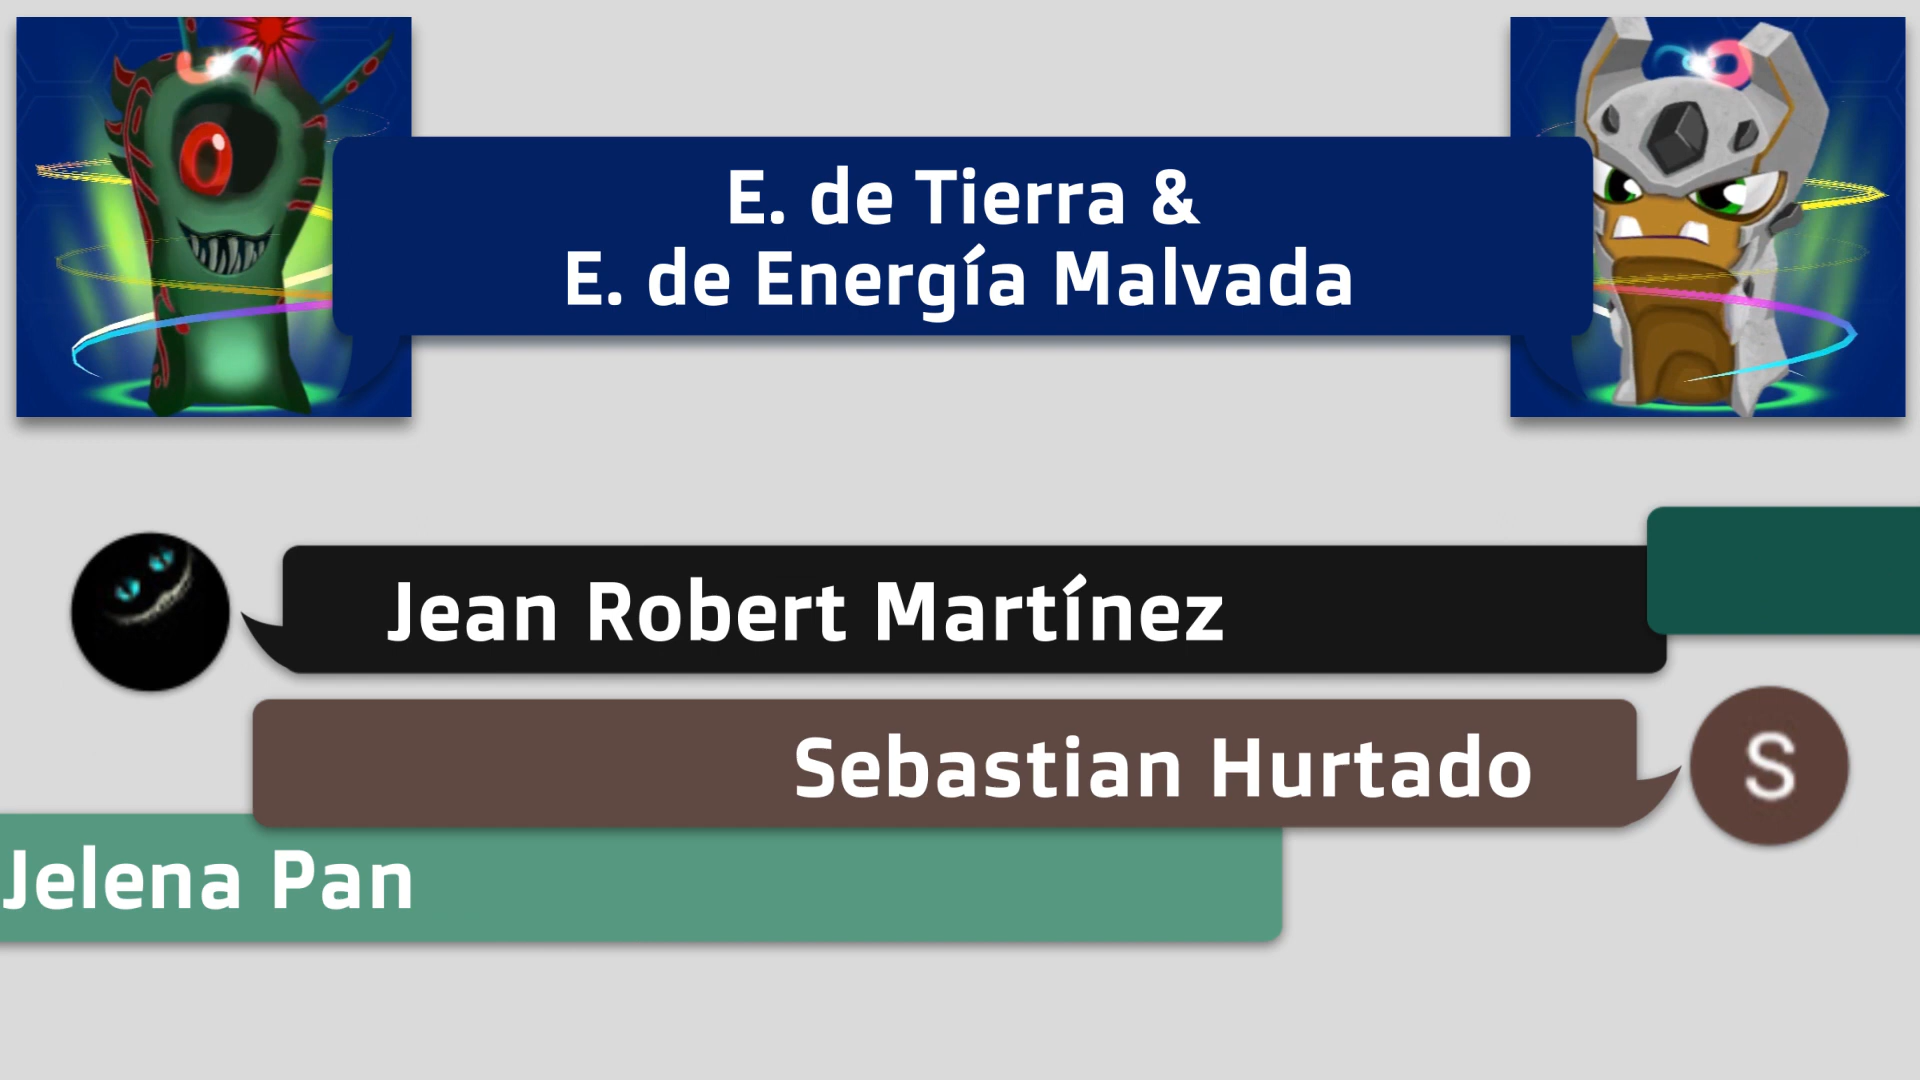 E. de Tierra &
E. de Energía Malvada
Jean Robert Martínez
Sebastian Hurtado
S
Jelena Pan